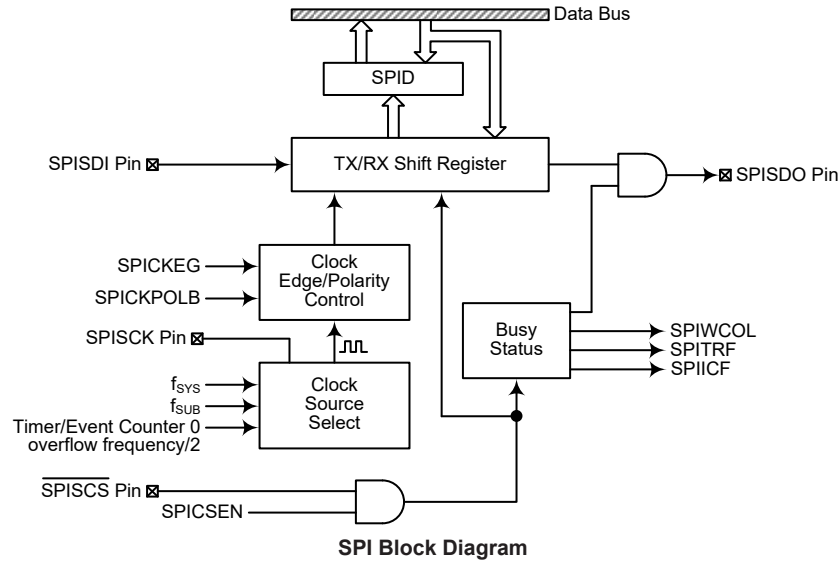 Data Bus
SPID
SPISDI Pin
TX/RX Shift Register
SPISDO Pin
SPICKEG
SPICKPOLB
Clock
Edge/Polarity
Control
SPISCK Pin
Busy
Status
SPIWCOL
SPITRF
SPIICF
fSYS
fSUB
Timer/Event Counter 0
overflow frequency/2
Clock
Source
Select
SPISCS Pin
SPICSEN
SPI Block Diagram